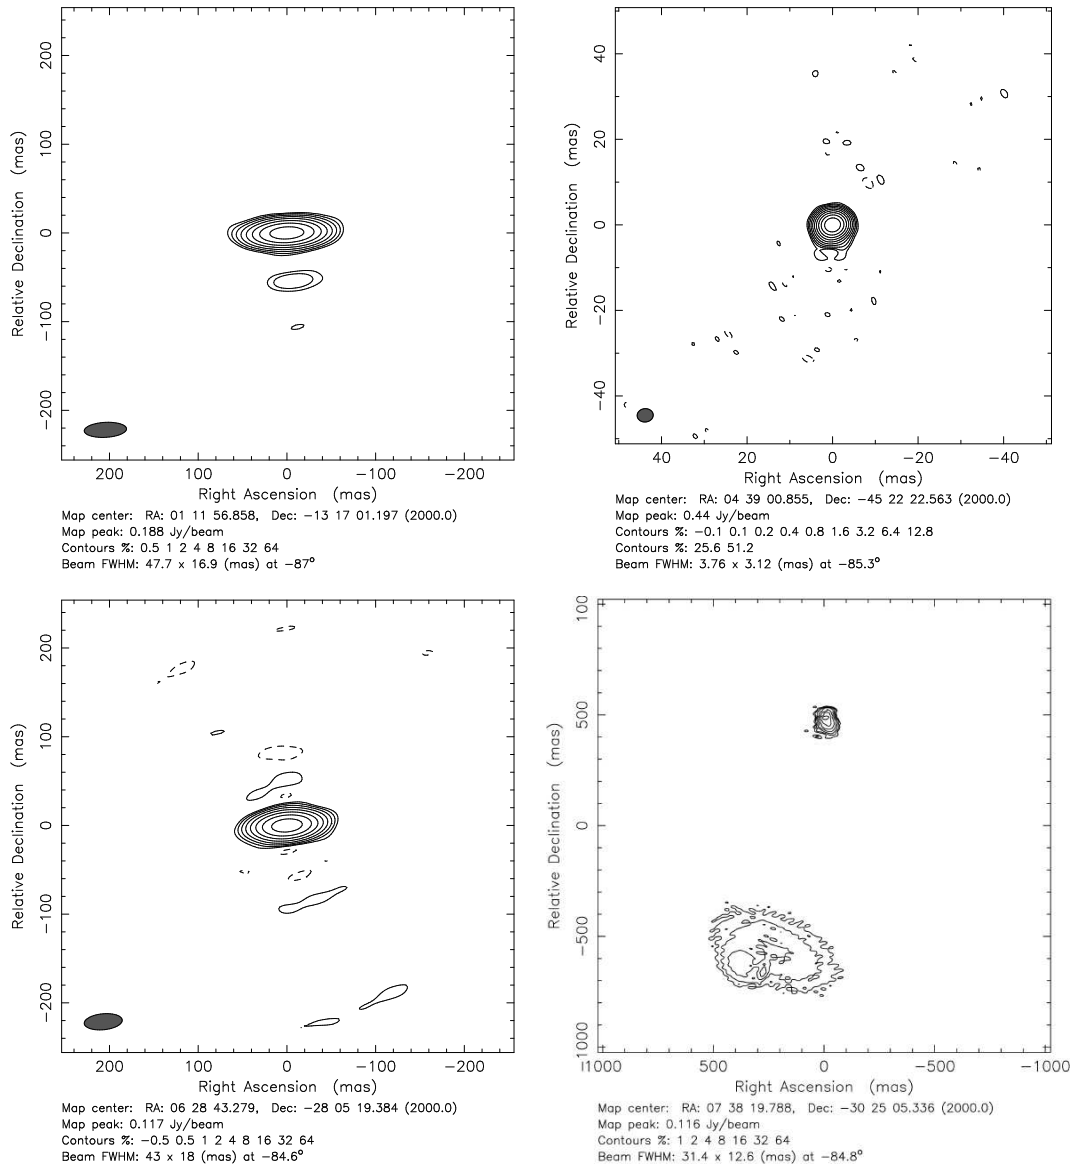 200
100
0
−100
−200
Relative Declination (mas)
200 100 0 −100 −200
Right Ascension (mas)
Map center: RA: 01 11 56.858, Dec: −13 17 01.197 (2000.0)
Map peak: 0.188 Jy/beam
Contours %: 0.5 1 2 4 8 16 32 64
Beam FWHM: 47.7 x 16.9 (mas) at −87°
40
20
0
−20
−40
Relative Declination (mas)
40 20 0 −20 −40
Right Ascension (mas)
Map center: RA: 04 39 00.855, Dec: −45 22 22.563 (2000.0)
Map peak: 0.44 Jy/beam
Contours %: −0.1 0.1 0.2 0.4 0.8 1.6 3.2 6.4 12.8
Contours %: 25.6 51.2
Beam FWHM: 3.76 x 3.12 (mas) at −85.3°
200
100
0
−100
−200
Relative Declination (mas)
200 100 0 −100 −200
Right Ascension (mas)
Map center: RA: 06 28 43.279, Dec: −28 05 19.384 (2000.0)
Map peak: 0.117 Jy/beam
Contours %: −0.5 0.5 1 2 4 8 16 32 64
Beam FWHM: 43 x 18 (mas) at −84.6°
500
0
−500
Relative Declination (mas)
500 0 −500 −1000
Right Ascension (mas)
Map center: RA: 07 38 19.788, Dec: −30 25 05.336 (2000.0)
Map peak: 0.116 Jy/beam
Contours %: 1 2 4 8 16 32 64
Beam FWHM: 31.4 x 12.6 (mas) at −84.8°